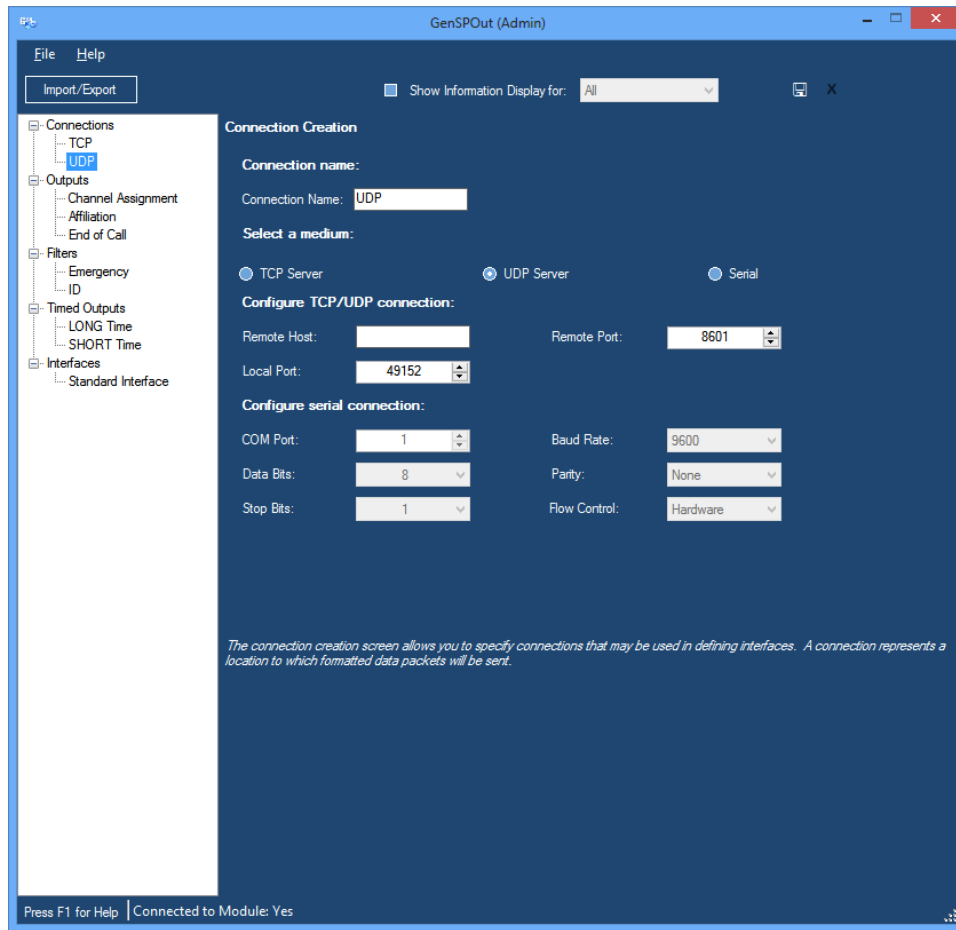 GenSPOut (Admin)
File Help
Import/Export
Show Information Display for: All
X
Connections
TCP
UDP
Outputs
Channel Assignment
Affiliation
End of Call
Filters
Emergency
ID
Timed Outputs
LONG Time
SHORT Time
Interfaces
Standard Interface
Connection Creation
Connection name:
Connection Name: UDP
Select a medium:
TCP Server UDP Server Serial
Configure TCP/UDP connection:
Remote Host: Remote Port: 8601
Local Port: 49152
Configure serial connection:
COM Port: 1 Baud Rate: 9600
Data Bits: 8 Parity: None
Stop Bits: 1 Flow Control: Hardware
The connection creation screen allows you to specify connections that may be used in defining interfaces. A connection represents a
location to which formatted data packets will be sent.
Press F1 for Help Connected to Module: Yes